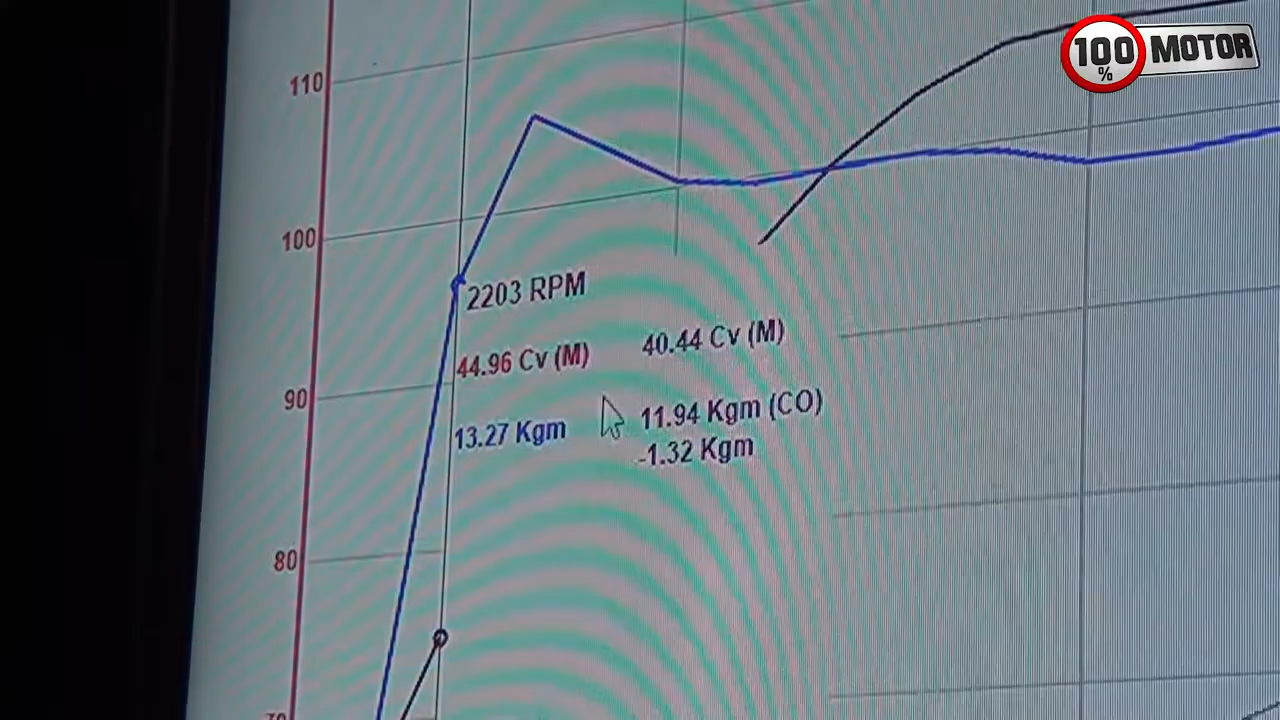 100
%
MOTOR
110
100
90
80
2203 RPM
44.96 Cv (M)
40.44 Cv (M)
13.27 Kgm
11.94 Kgm (CO)
-1.32 Kgm